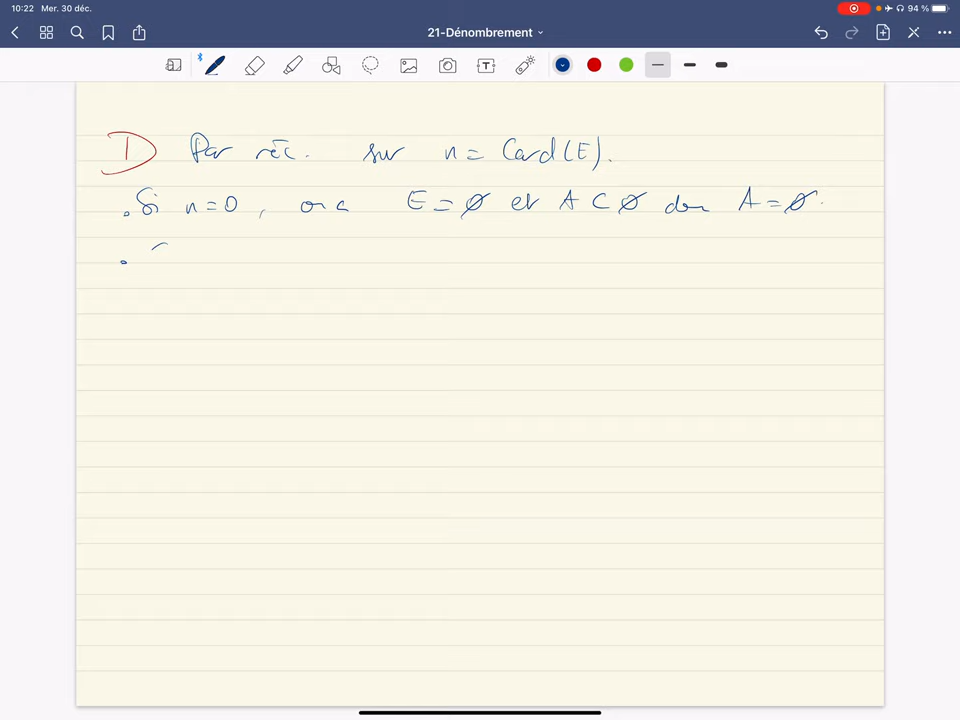 10:22 Mer. 30 déc. 94 %
21-Dénombrement
T
D Par réc. sur n = Card(E).
. Si n=0, on a E = ∅ et A ⊂ ∅ donc A = ∅.
.